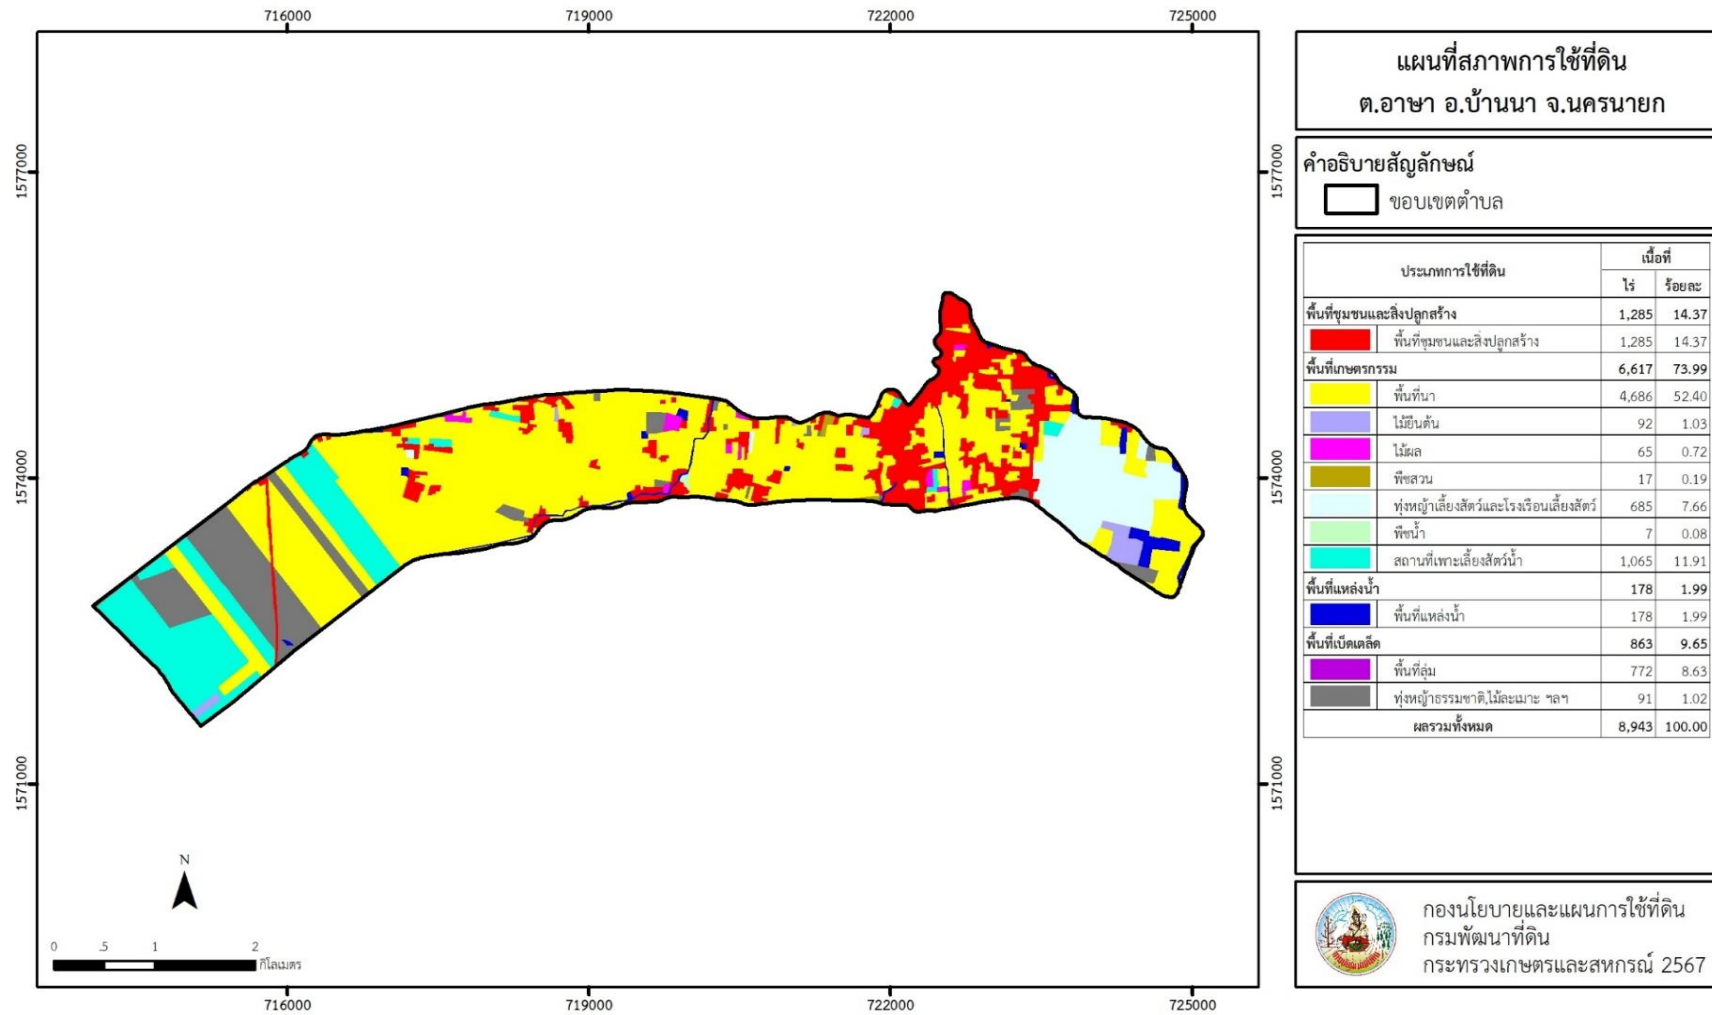 แผนที่สภาพการใช้ที่ดิน
ต.อาษา อ.บ้านนา จ.นครนายก
คำอธิบายสัญลักษณ์
ขอบเขตตำบล
ประเภทการใช้ที่ดิน เนื้อที่
ไร่ ร้อยละ
พื้นที่ชุมชนและสิ่งปลูกสร้าง 1,285 14.37
พื้นที่ชุมชนและสิ่งปลูกสร้าง 1,285 14.37
พื้นที่เกษตรกรรม 6,617 73.99
พื้นที่นา 4,686 52.40
ไม้ยืนต้น 92 1.03
ไม้ผล 65 0.72
พืชสวน 17 0.19
ทุ่งหญ้าเลี้ยงสัตว์และโรงเรือนเลี้ยงสัตว์ 685 7.66
พืชน้ำ 7 0.08
สถานที่เพาะเลี้ยงสัตว์น้ำ 1,065 11.91
พื้นที่แหล่งน้ำ 178 1.99
พื้นที่แหล่งน้ำ 178 1.99
พื้นที่เบ็ดเตล็ด 863 9.65
พื้นที่ลุ่ม 772 8.63
ทุ่งหญ้าธรรมชาติ,ไม้ละเมาะ ฯลฯ 91 1.02
ผลรวมทั้งหมด 8,943 100.00
กองนโยบายและแผนการใช้ที่ดิน
กรมพัฒนาที่ดิน
กระทรวงเกษตรและสหกรณ์ 2567
716000 719000 722000 725000
1577000 1577000
1574000 1574000
1571000 1571000
N
0 .5 1 2
กิโลเมตร
716000 719000 722000 725000